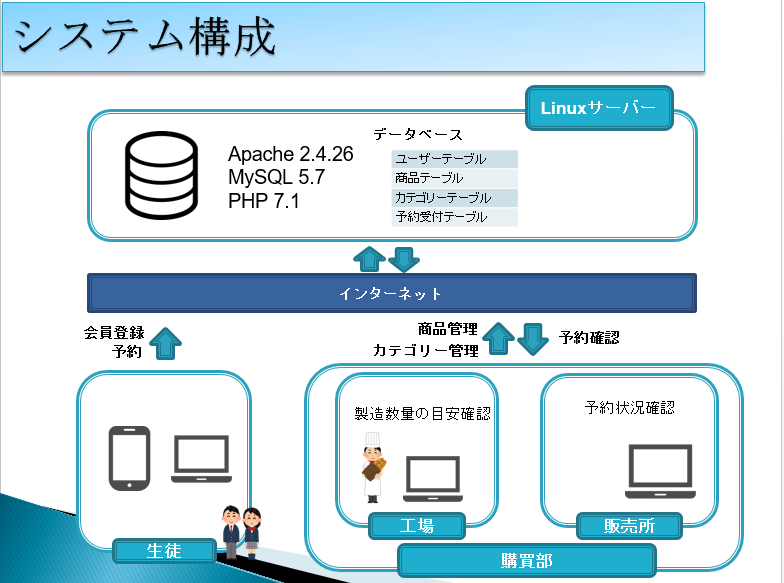 システム構成
Linuxサーバー
データベース
Apache 2.4.26
MySQL 5.7
PHP 7.1
ユーザーテーブル
商品テーブル
カテゴリーテーブル
予約受付テーブル
インターネット
会員登録
予約
商品管理
カテゴリー管理
予約確認
製造数量の目安確認
予約状況確認
工場
販売所
生徒
購買部